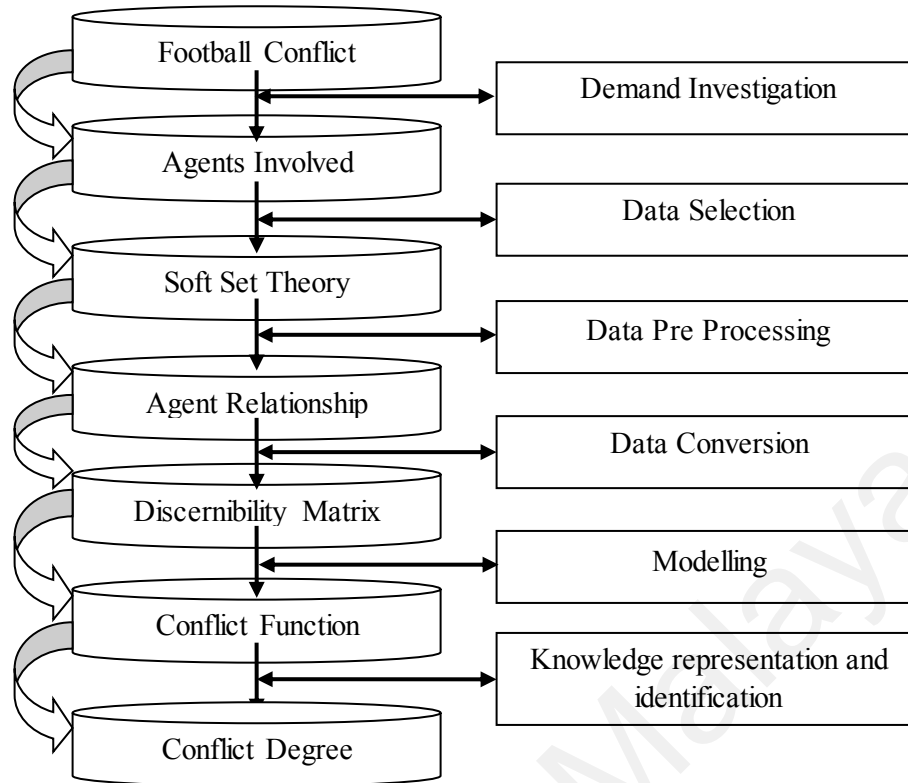 Football Conflict
Demand Investigation
Agents Involved
Data Selection
Soft Set Theory
Data Pre Processing
Agent Relationship
Data Conversion
Discernibility Matrix
Modelling
Conflict Function
Knowledge representation and
identification
Conflict Degree
Malaya